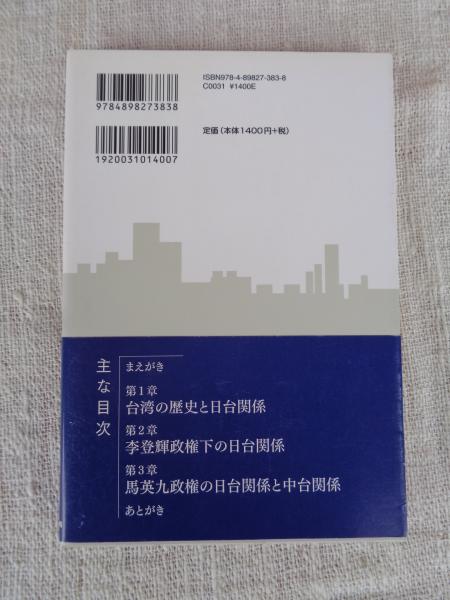 ISBN978-4-89827-383-8
C0031 ¥1400E
9784898273838
定価（本体1400円+税）
1920031014007
主な目次
まえがき
第1章
台湾の歴史と日台関係
第2章
李登輝政権下の日台関係
第3章
馬英九政権の日台関係と中台関係
あとがき